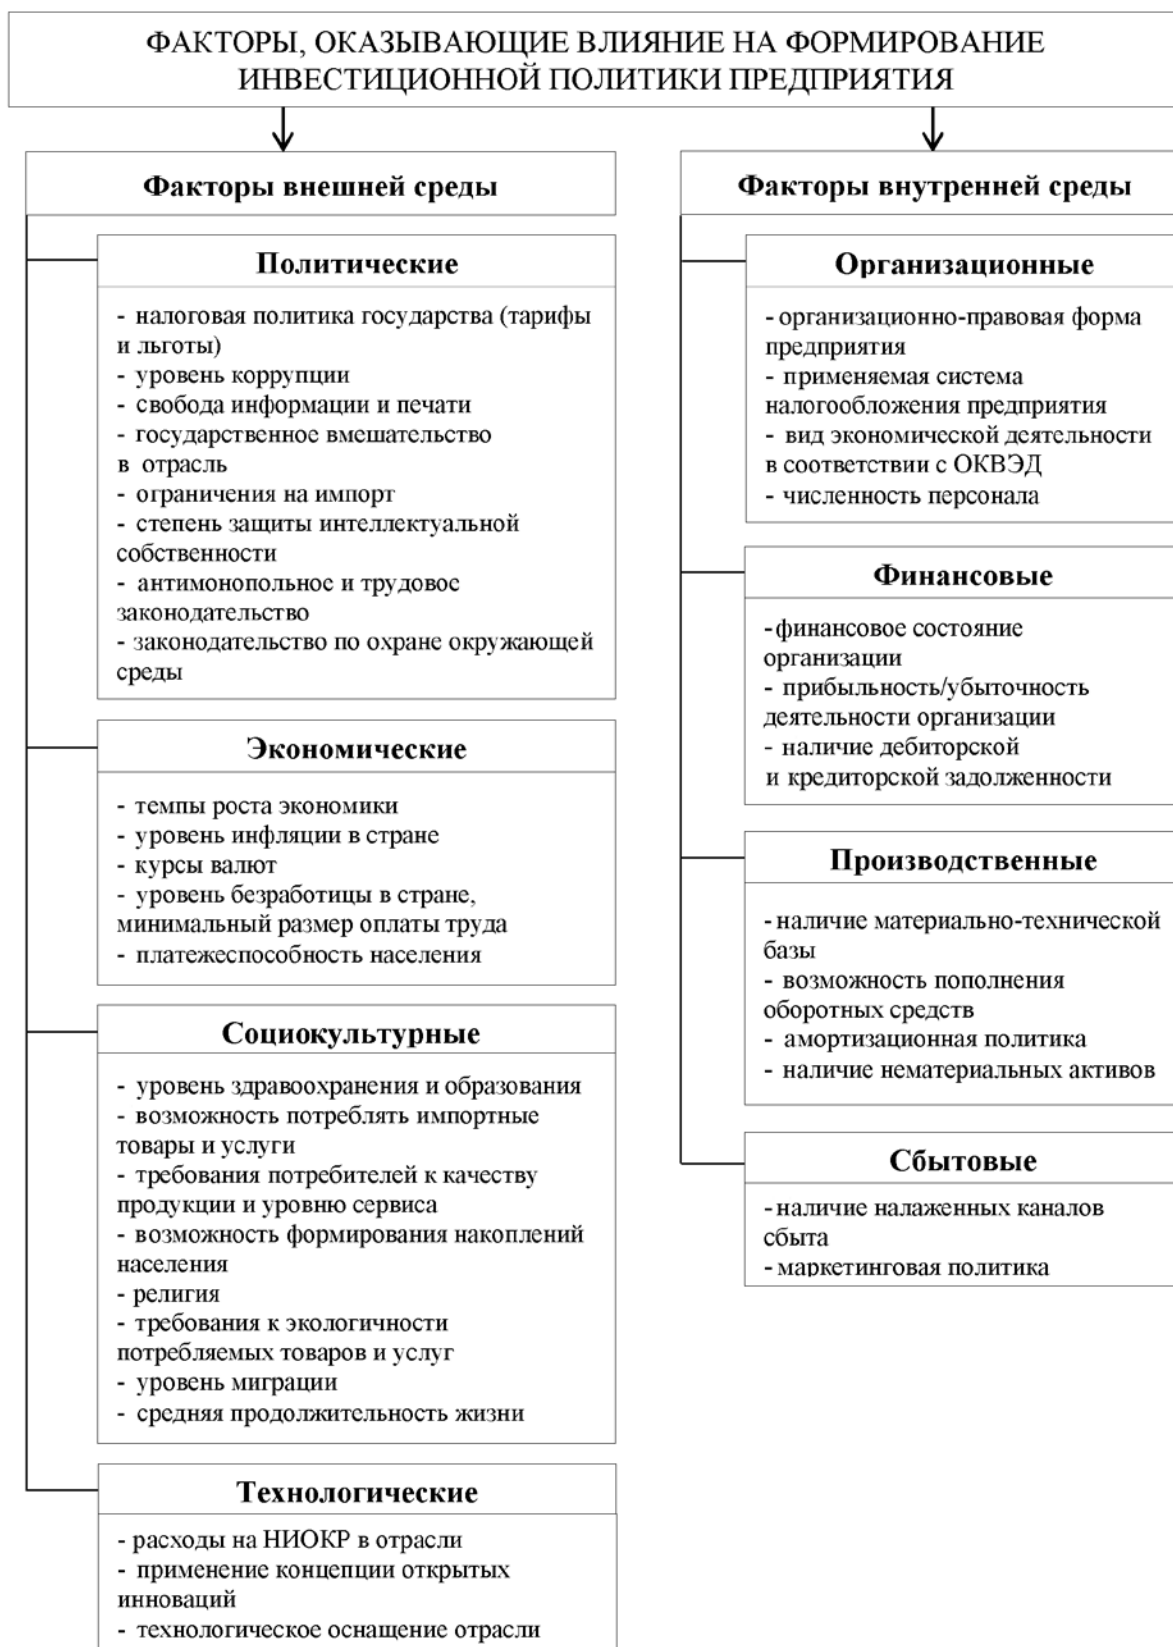 ФАКТОРЫ, ОКАЗЫВАЮЩИЕ ВЛИЯНИЕ НА ФОРМИРОВАНИЕ
ИНВЕСТИЦИОННОЙ ПОЛИТИКИ ПРЕДПРИЯТИЯ
Факторы внешней среды
Политические
- налоговая политика государства (тарифы
и льготы)
- уровень коррупции
- свобода информации и печати
- государственное вмешательство
в отрасль
- ограничения на импорт
- степень защиты интеллектуальной
собственности
- антимонопольное и трудовое
законодательство
- законодательство по охране окружающей
среды
Экономические
- темпы роста экономики
- уровень инфляции в стране
- курсы валют
- уровень безработицы в стране,
минимальный размер оплаты труда
- платежеспособность населения
Социокультурные
- уровень здравоохранения и образования
- возможность потреблять импортные
товары и услуги
- требования потребителей к качеству
продукции и уровню сервиса
- возможность формирования накоплений
населения
- религия
- требования к экологичности
потребляемых товаров и услуг
- уровень миграции
- средняя продолжительность жизни
Технологические
- расходы на НИОКР в отрасли
- применение концепции открытых
инноваций
- технологическое оснащение отрасли
Факторы внутренней среды
Организационные
- организационно-правовая форма
предприятия
- применяемая система
налогообложения предприятия
- вид экономической деятельности
в соответствии с ОКВЭД
- численность персонала
Финансовые
-финансовое состояние
организации
- прибыльность/убыточность
деятельности организации
- наличие дебиторской
и кредиторской задолженности
Производственные
- наличие материально-технической
базы
- возможность пополнения
оборотных средств
- амортизационная политика
- наличие нематериальных активов
Сбытовые
- наличие налаженных каналов
сбыта
- маркетинговая политика